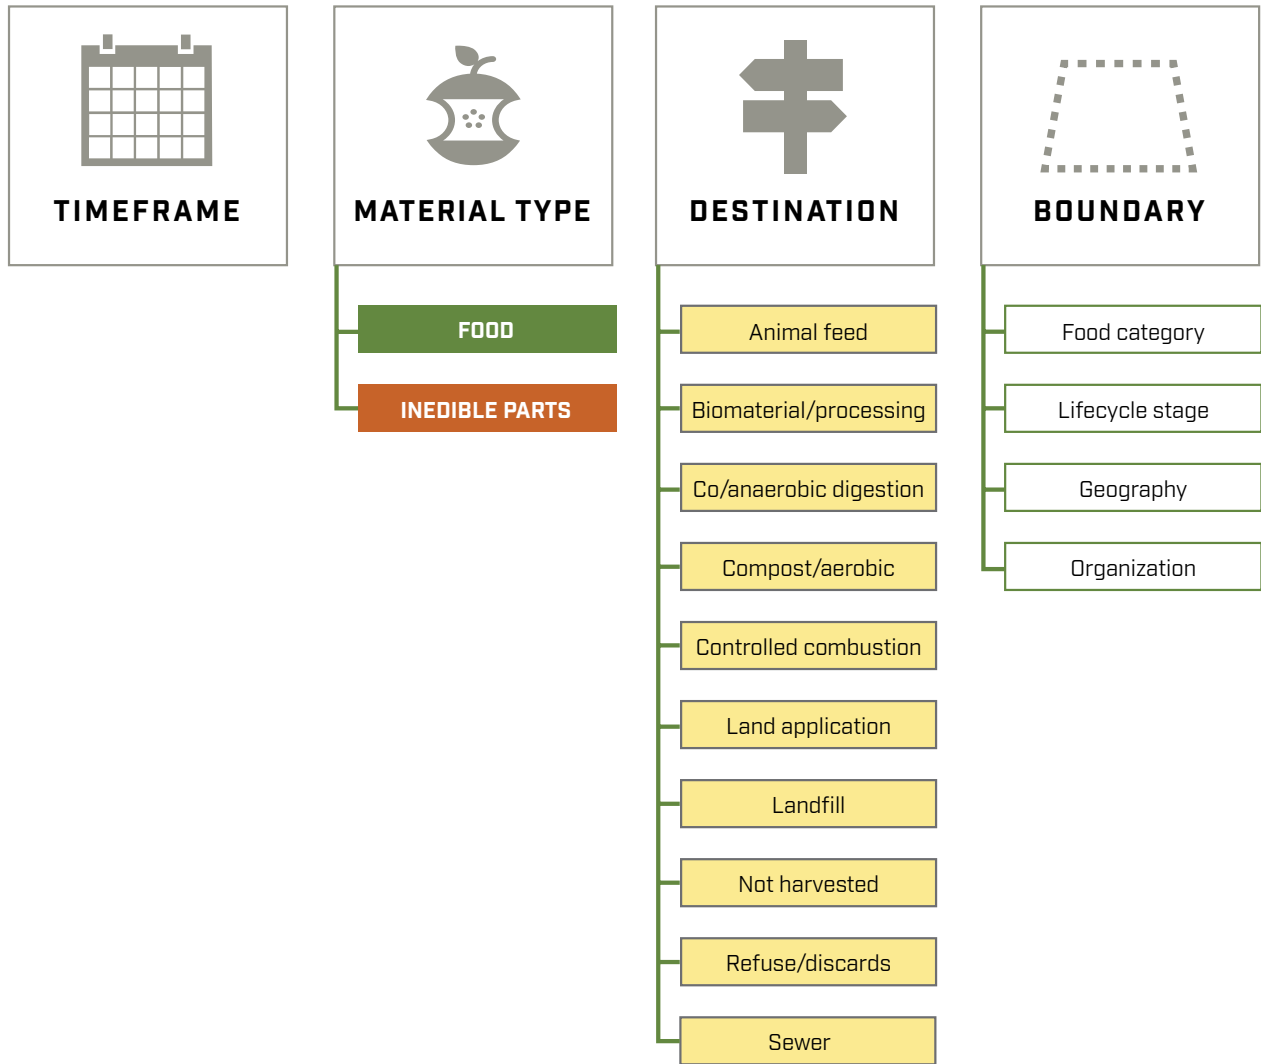 TIMEFRAME
MATERIAL TYPE
FOOD
INEDIBLE PARTS
DESTINATION
Animal feed
Biomaterial/processing
Co/anaerobic digestion
Compost/aerobic
Controlled combustion
Land application
Landfill
Not harvested
Refuse/discards
Sewer
BOUNDARY
Food category
Lifecycle stage
Geography
Organization